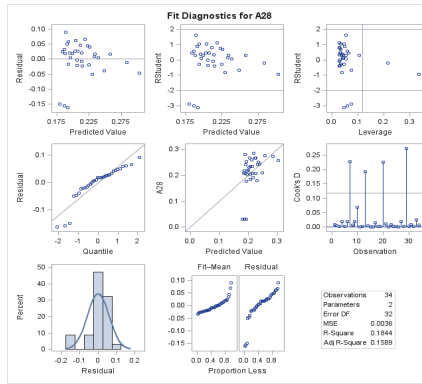 Fit Diagnostics for A28
0.10
0.05
0.00
-0.05
-0.10
-0.15
Residual
0.175 0.225 0.275
Predicted Value
2
1
0
-1
-2
-3
RStudent
0.175 0.225 0.275
Predicted Value
2
1
0
-1
-2
-3
RStudent
0.0 0.1 0.2 0.3
Leverage
0.1
0.0
-0.1
Residual
-2 -1 0 1 2
Quantile
0.3
0.2
0.1
0.0
A28
0.0 0.1 0.2 0.3
Predicted Value
0.25
0.20
0.15
0.10
0.05
0.00
Cook's D
0 10 20 30
Observation
50
40
30
20
10
0
Percent
-0.2 -0.1 0 0.1 0.2
Residual
Fit–Mean Residual
0.10
0.05
0.00
-0.05
-0.10
-0.15
0.0 0.4 0.8 0.0 0.4 0.8
Proportion Less
Observations 34
Parameters 2
Error DF 32
MSE 0.0036
R-Square 0.1844
Adj R-Square 0.1589